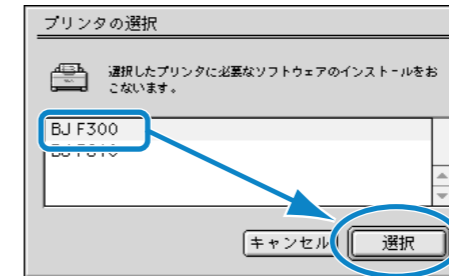 プリンタの選択
選択したプリンタに必要なソフトウェアのインストールをお
こないます。
BJ F300
キャンセル
選択